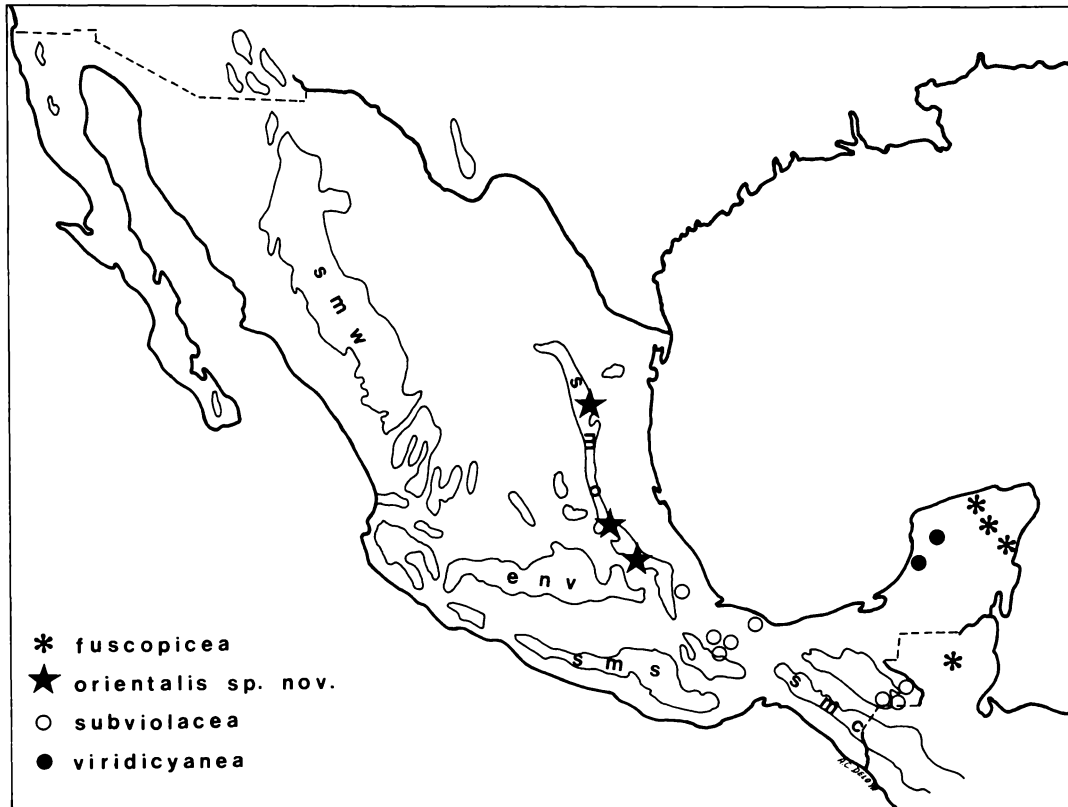 s m w
s m o
e n v
s m s
s m c
fuscopicea
orientalis sp. nov.
subviolacea
viridicyanea